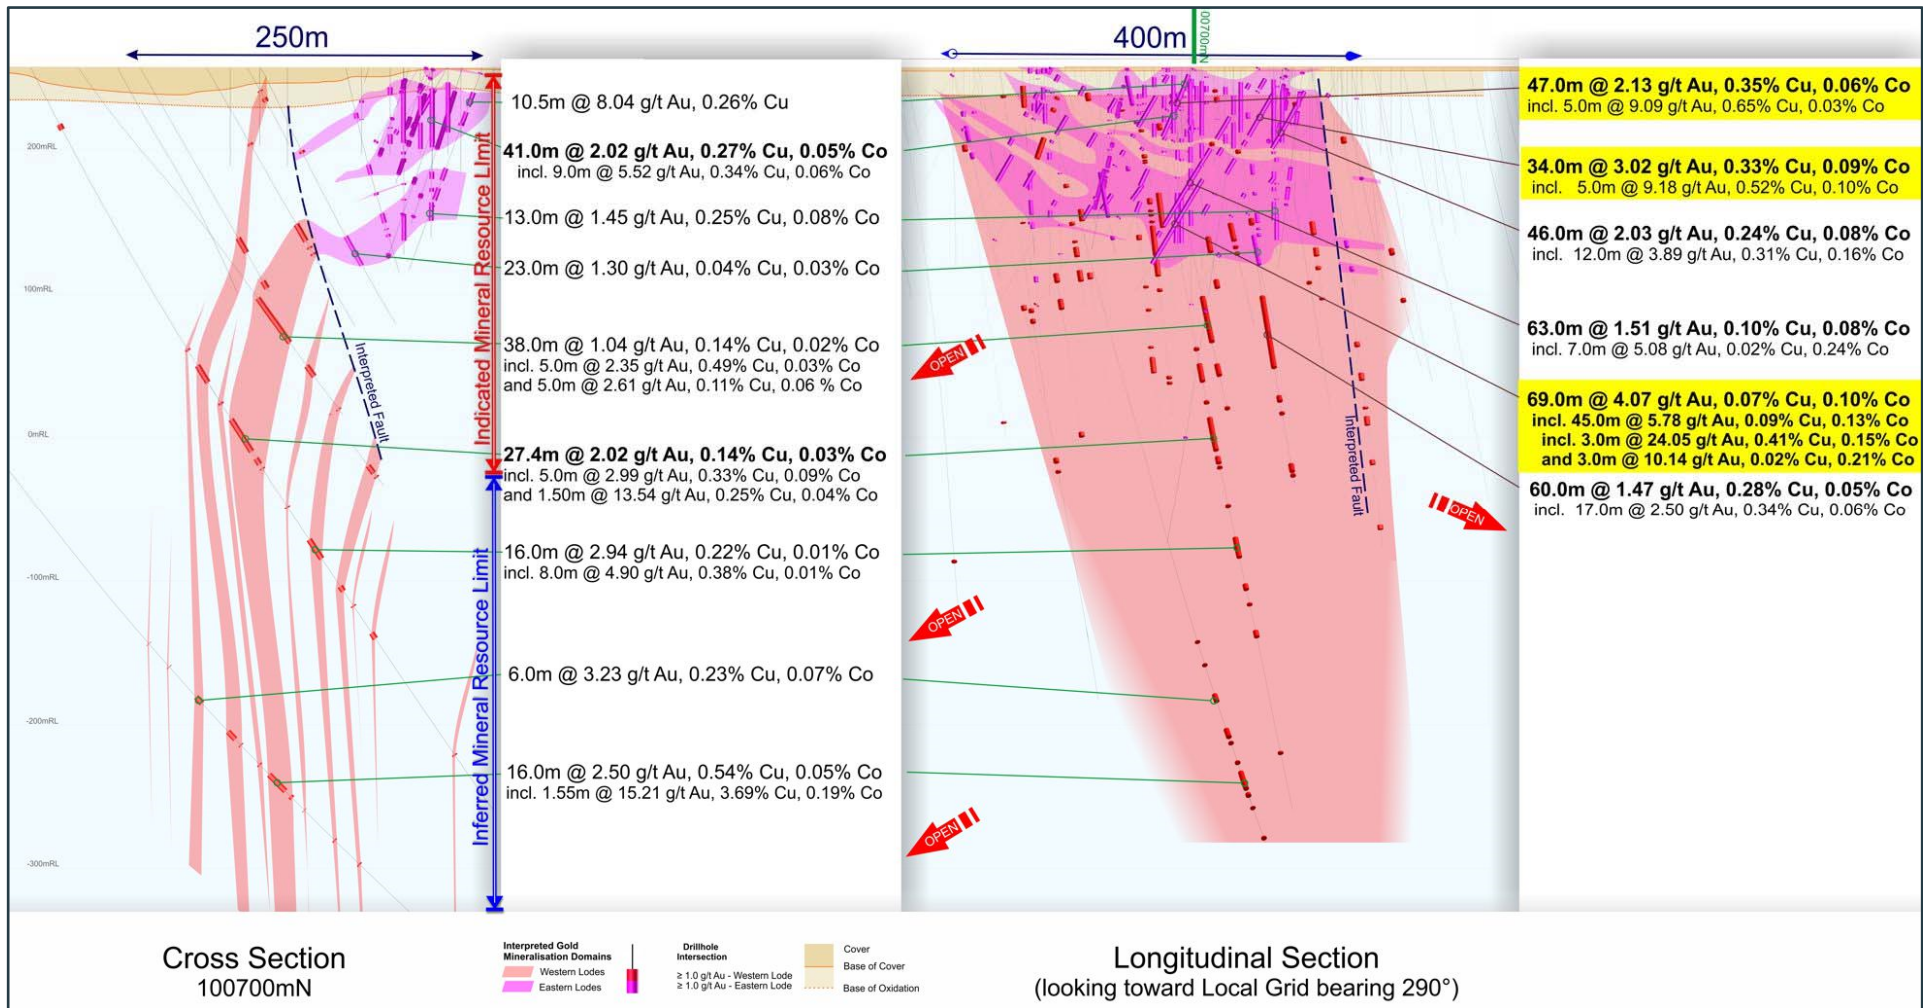 250m
400m
00700mN
200mRL
100mRL
0mRL
-100mRL
-200mRL
-300mRL
Interpreted Fault
Indicated Mineral Resource Limit
Inferred Mineral Resource Limit
10.5m @ 8.04 g/t Au, 0.26% Cu
41.0m @ 2.02 g/t Au, 0.27% Cu, 0.05% Co
incl. 9.0m @ 5.52 g/t Au, 0.34% Cu, 0.06% Co
13.0m @ 1.45 g/t Au, 0.25% Cu, 0.08% Co
23.0m @ 1.30 g/t Au, 0.04% Cu, 0.03% Co
38.0m @ 1.04 g/t Au, 0.14% Cu, 0.02% Co
incl. 5.0m @ 2.35 g/t Au, 0.49% Cu, 0.03% Co
and 5.0m @ 2.61 g/t Au, 0.11% Cu, 0.06 % Co
27.4m @ 2.02 g/t Au, 0.14% Cu, 0.03% Co
incl. 5.0m @ 2.99 g/t Au, 0.33% Cu, 0.09% Co
and 1.50m @ 13.54 g/t Au, 0.25% Cu, 0.04% Co
16.0m @ 2.94 g/t Au, 0.22% Cu, 0.01% Co
incl. 8.0m @ 4.90 g/t Au, 0.38% Cu, 0.01% Co
6.0m @ 3.23 g/t Au, 0.23% Cu, 0.07% Co
16.0m @ 2.50 g/t Au, 0.54% Cu, 0.05% Co
incl. 1.55m @ 15.21 g/t Au, 3.69% Cu, 0.19% Co
OPEN
OPEN
OPEN
Interpreted Fault
OPEN
47.0m @ 2.13 g/t Au, 0.35% Cu, 0.06% Co
incl. 5.0m @ 9.09 g/t Au, 0.65% Cu, 0.03% Co
34.0m @ 3.02 g/t Au, 0.33% Cu, 0.09% Co
incl. 5.0m @ 9.18 g/t Au, 0.52% Cu, 0.10% Co
46.0m @ 2.03 g/t Au, 0.24% Cu, 0.08% Co
incl. 12.0m @ 3.89 g/t Au, 0.31% Cu, 0.16% Co
63.0m @ 1.51 g/t Au, 0.10% Cu, 0.08% Co
incl. 7.0m @ 5.08 g/t Au, 0.02% Cu, 0.24% Co
69.0m @ 4.07 g/t Au, 0.07% Cu, 0.10% Co
incl. 45.0m @ 5.78 g/t Au, 0.09% Cu, 0.13% Co
incl. 3.0m @ 24.05 g/t Au, 0.41% Cu, 0.15% Co
and 3.0m @ 10.14 g/t Au, 0.02% Cu, 0.21% Co
60.0m @ 1.47 g/t Au, 0.28% Cu, 0.05% Co
incl. 17.0m @ 2.50 g/t Au, 0.34% Cu, 0.06% Co
Cross Section
100700mN
Interpreted Gold
Mineralisation Domains
Western Lodes
Eastern Lodes
Drillhole
Intersection
≥ 1.0 g/t Au - Western Lode
≥ 1.0 g/t Au - Eastern Lode
Cover
Base of Cover
Base of Oxidation
Longitudinal Section
(looking toward Local Grid bearing 290°)